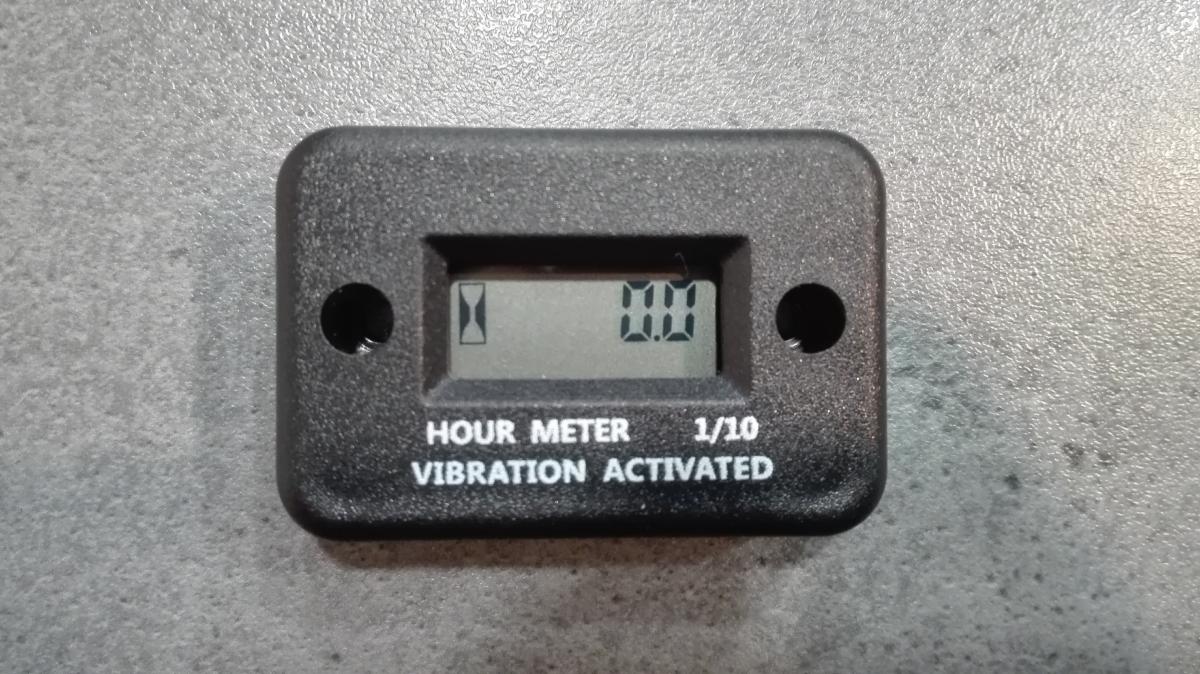 0.0
HOUR METER 1/10
VIBRATION ACTIVATED